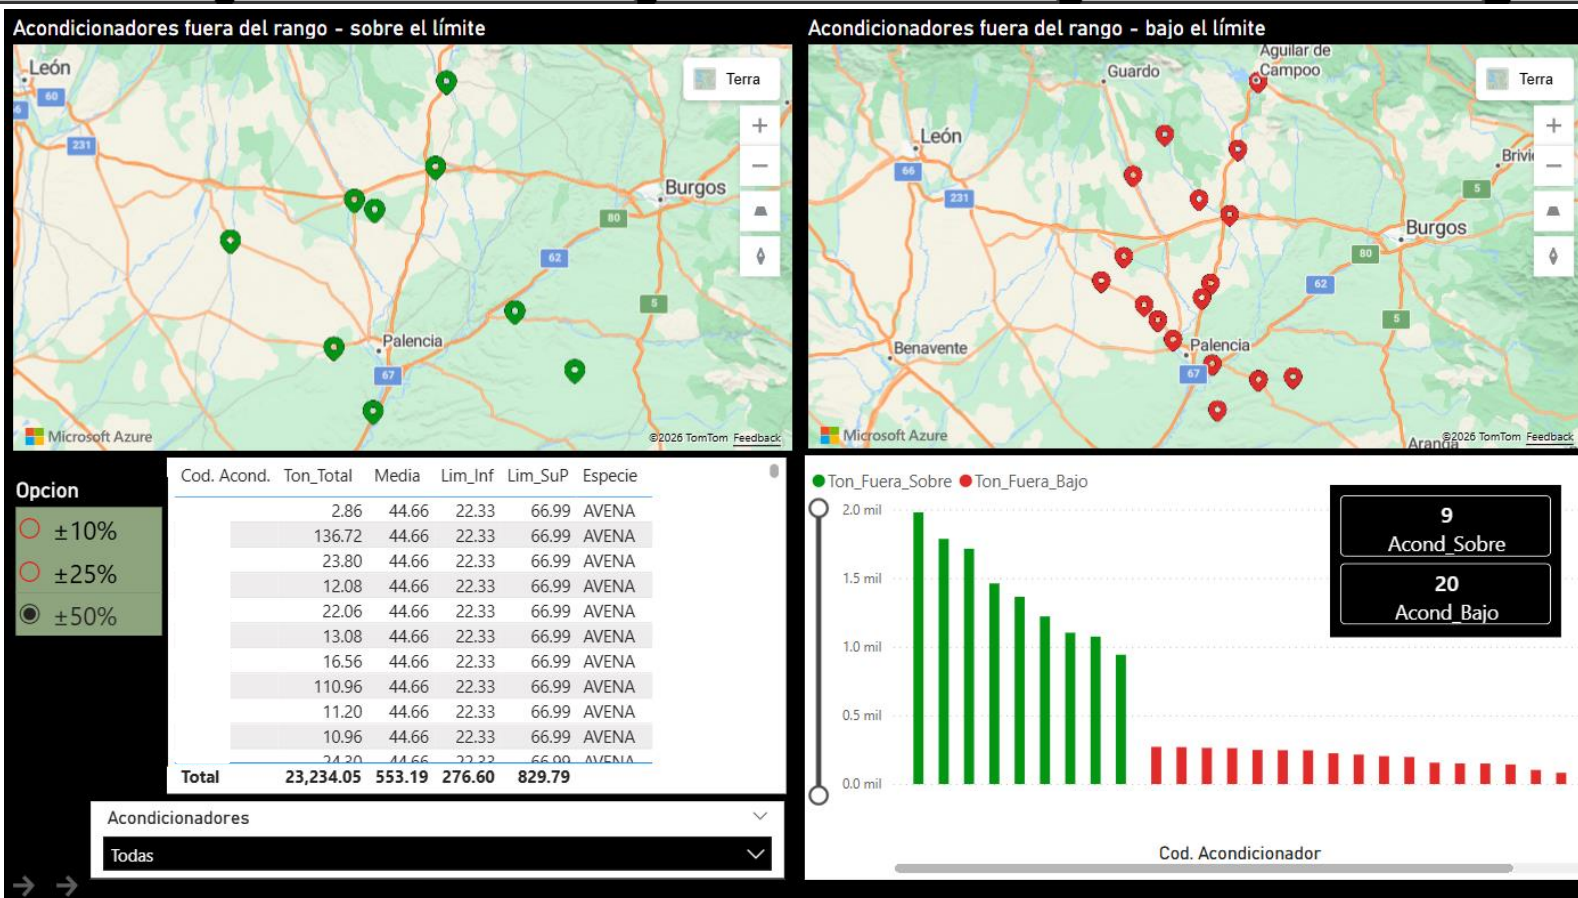 Acondicionadores fuera del rango - sobre el límite
León
60
231
Burgos
80
62
5
Palencia
67
Terra
Microsoft Azure
©2026 TomTom Feedback
Acondicionadores fuera del rango - bajo el límite
Aguilar de
Campoo
Guardo
León
66
231
5
Burgos
80
62
5
Benavente
Palencia
67
Terra
Microsoft Azure
©2026 TomTom Feedback
Opcion
±10%
±25%
±50%
Cod. Acond. Ton_Total Media Lim_Inf Lim_SuP Especie
2.86 44.66 22.33 66.99 AVENA
136.72 44.66 22.33 66.99 AVENA
23.80 44.66 22.33 66.99 AVENA
12.08 44.66 22.33 66.99 AVENA
22.06 44.66 22.33 66.99 AVENA
13.08 44.66 22.33 66.99 AVENA
16.56 44.66 22.33 66.99 AVENA
110.96 44.66 22.33 66.99 AVENA
11.20 44.66 22.33 66.99 AVENA
10.96 44.66 22.33 66.99 AVENA
24.30 44.66 22.33 66.99 AVENA
Total 23,234.05 553.19 276.60 829.79
Acondicionadores
Todas
Ton_Fuera_Sobre Ton_Fuera_Bajo
2.0 mil
1.5 mil
1.0 mil
0.5 mil
0.0 mil
9
Acond_Sobre
20
Acond_Bajo
Cod. Acondicionador